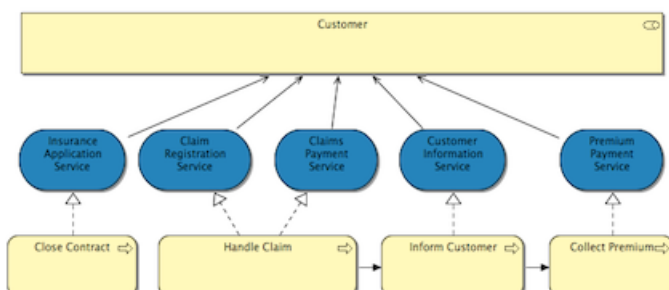 Customer
Insurance
Application
Service
Claim
Registration
Service
Claims
Payment
Service
Customer
Information
Service
Premium
Payment
Service
Close Contract
Handle Claim
Inform Customer
Collect Premium